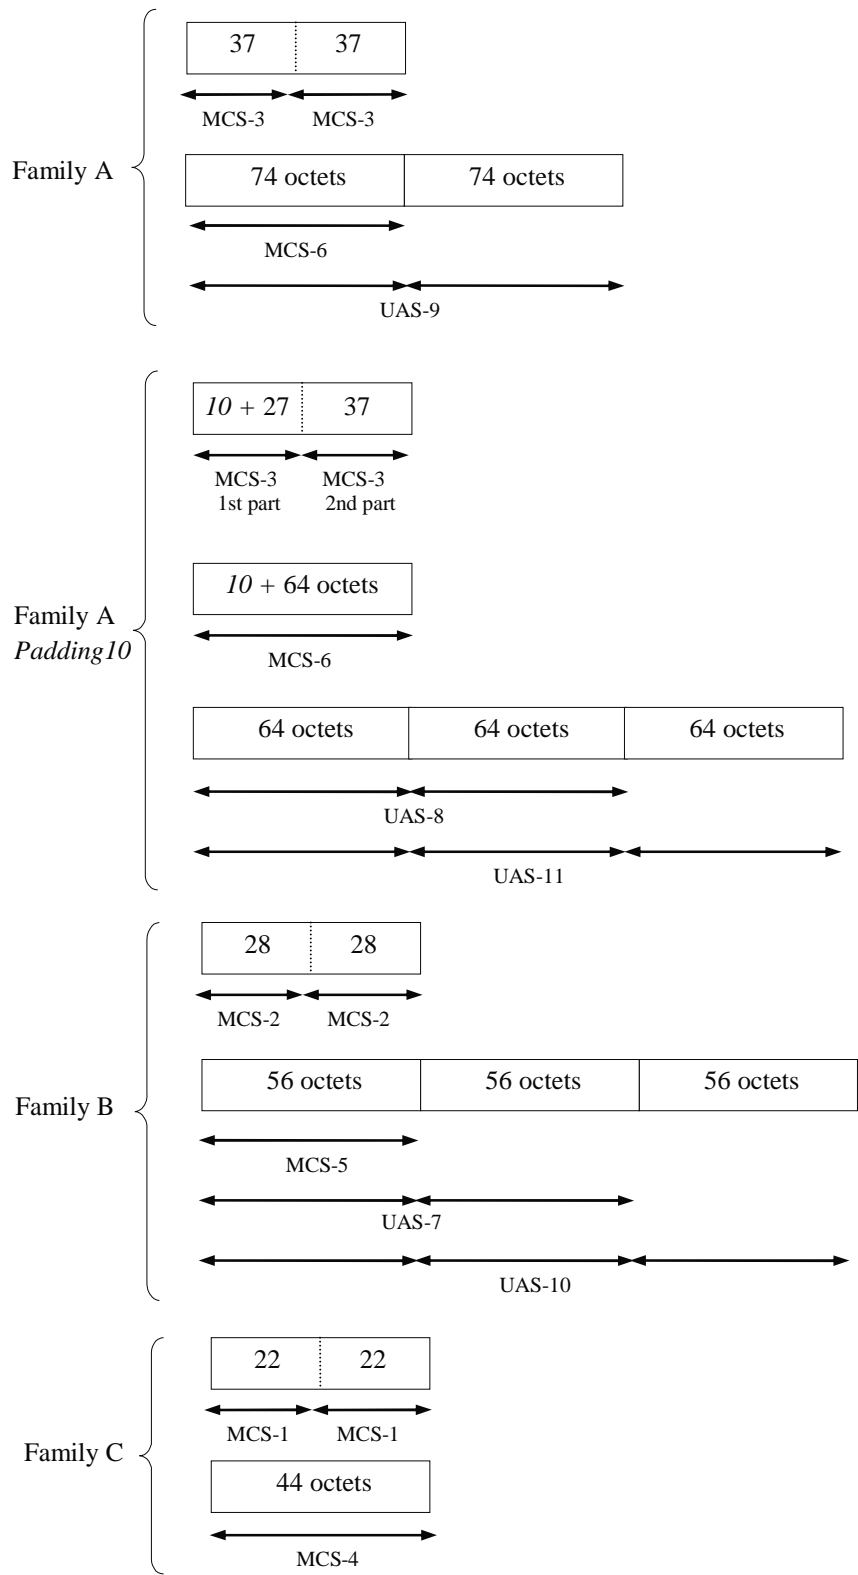 37 37
MCS-3 MCS-3
Family A
74 octets 74 octets
MCS-6
UAS-9
10 + 27 37
MCS-3 MCS-3
1st part 2nd part
10 + 64 octets
Family A
Padding10
MCS-6
64 octets 64 octets 64 octets
UAS-8
UAS-11
28 28
MCS-2 MCS-2
56 octets 56 octets 56 octets
Family B
MCS-5
UAS-7
UAS-10
22 22
MCS-1 MCS-1
Family C
44 octets
MCS-4